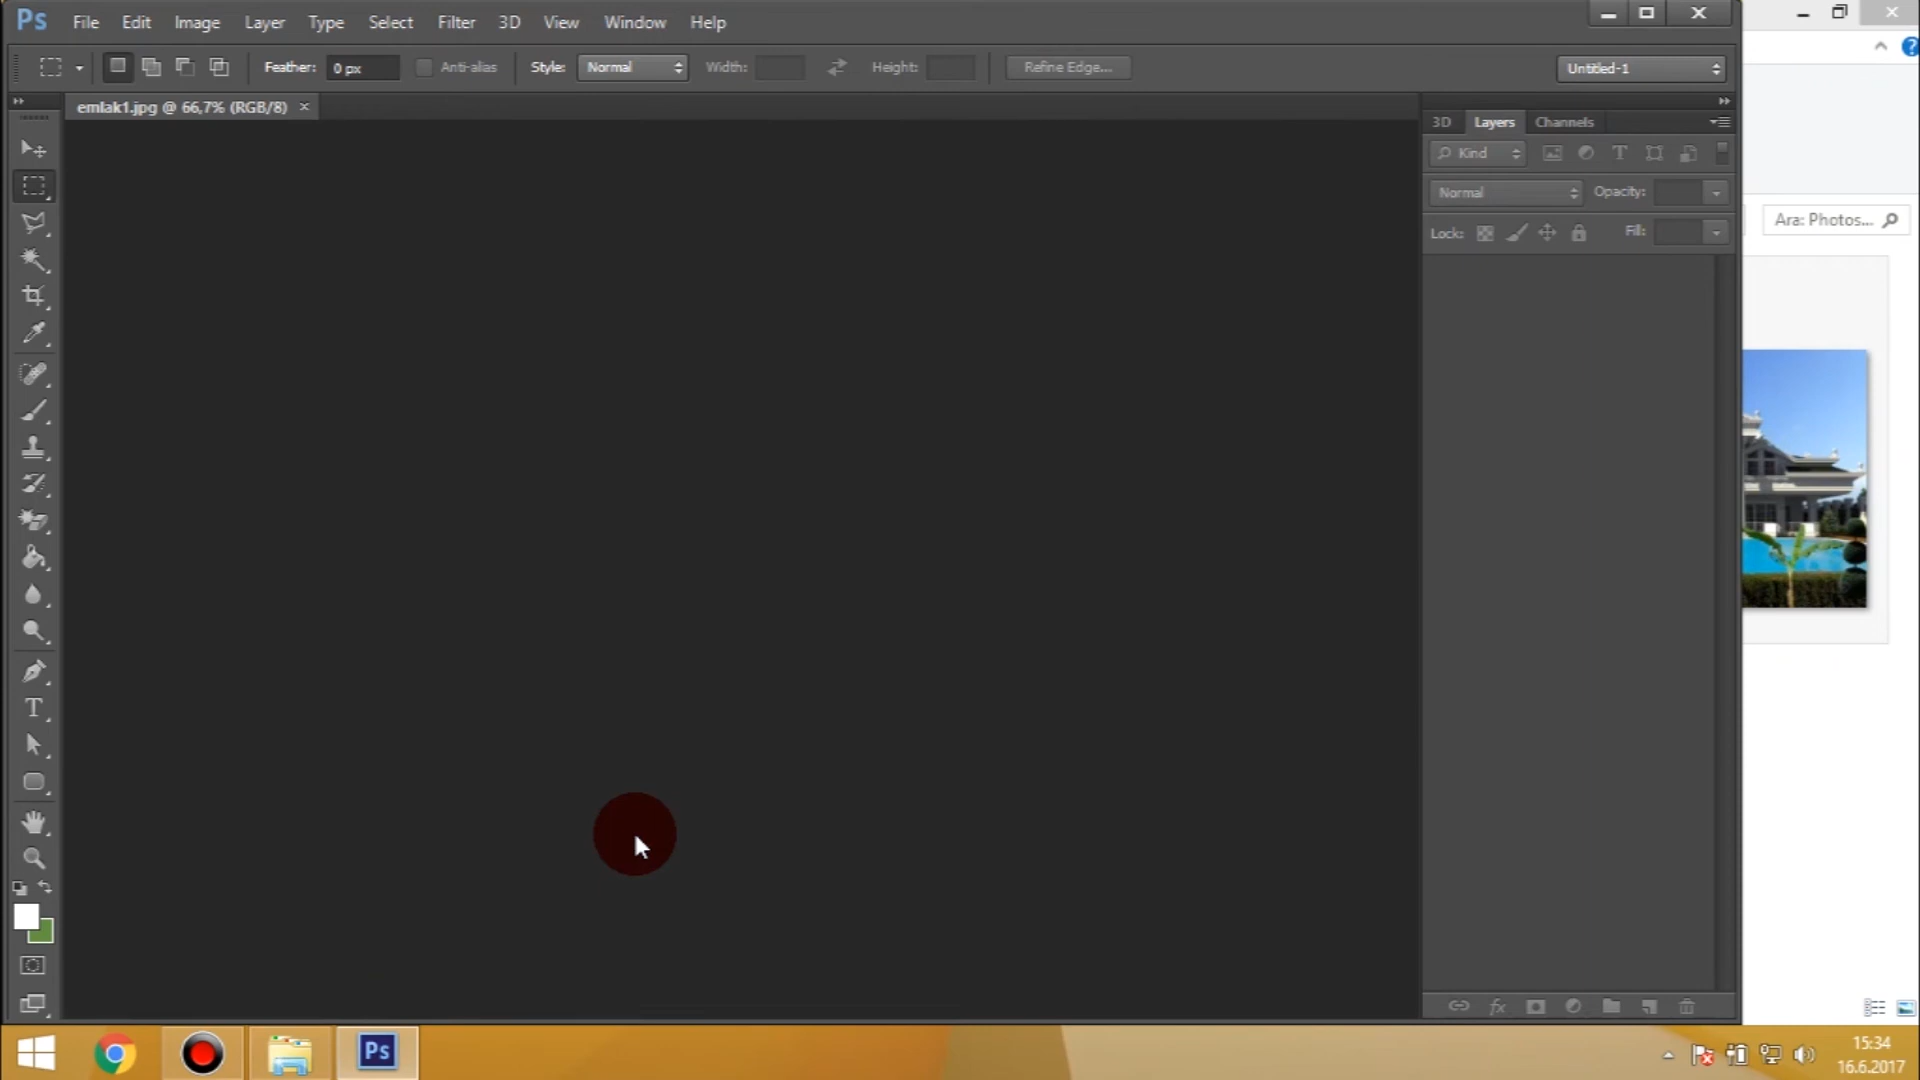 Ps File Edit Image Layer Type Select Filter 3D View Window Help
Feather: 0 px Anti-alias Style: Normal Width: Height: Refine Edge... Untitled-1
emlak1.jpg @ 66,7% (RGB/8) ×
3D Layers Channels
Kind
Normal Opacity:
Lock: Fill:
Ara: Photos...
Ps
15:34
16.6.2017